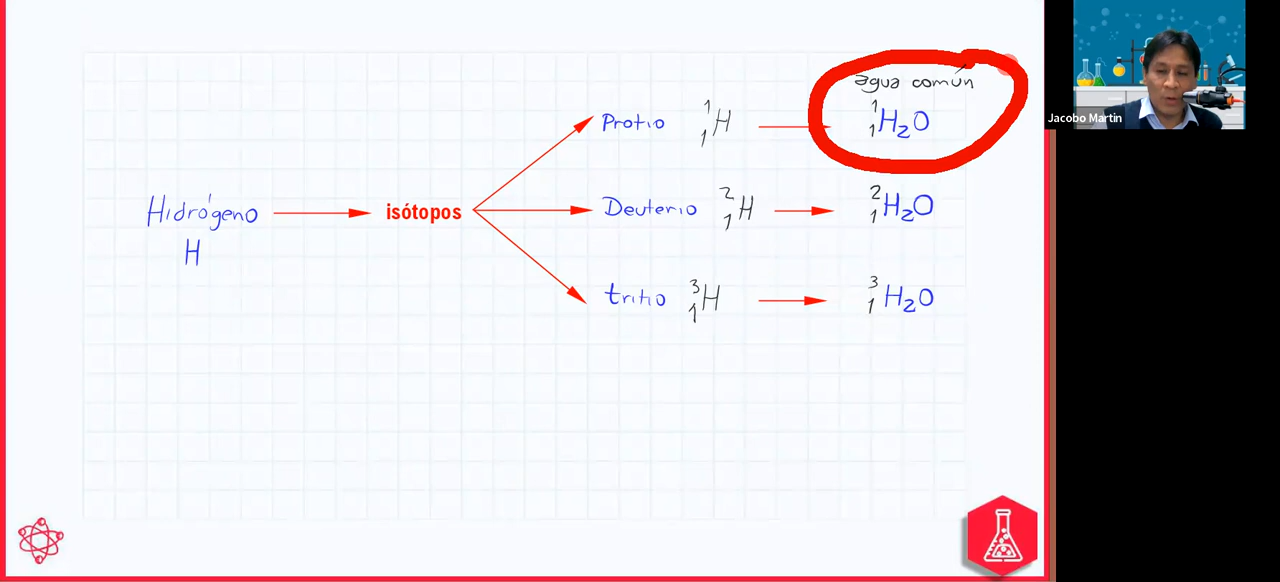 agua común
Protio ¹₁H ¹₁H₂O
Jacobo Martin
Hidrógeno isótopos Deuterio ²₁H ²₁H₂O
H
tritio ³₁H ³₁H₂O